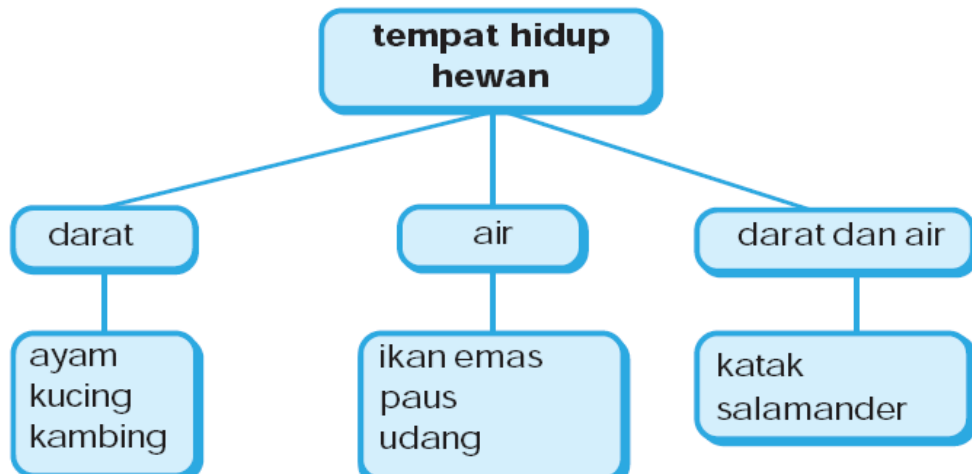 tempat hidup
hewan
darat
air
darat dan air
ayam
kucing
kambing
ikan emas
paus
udang
katak
salamander